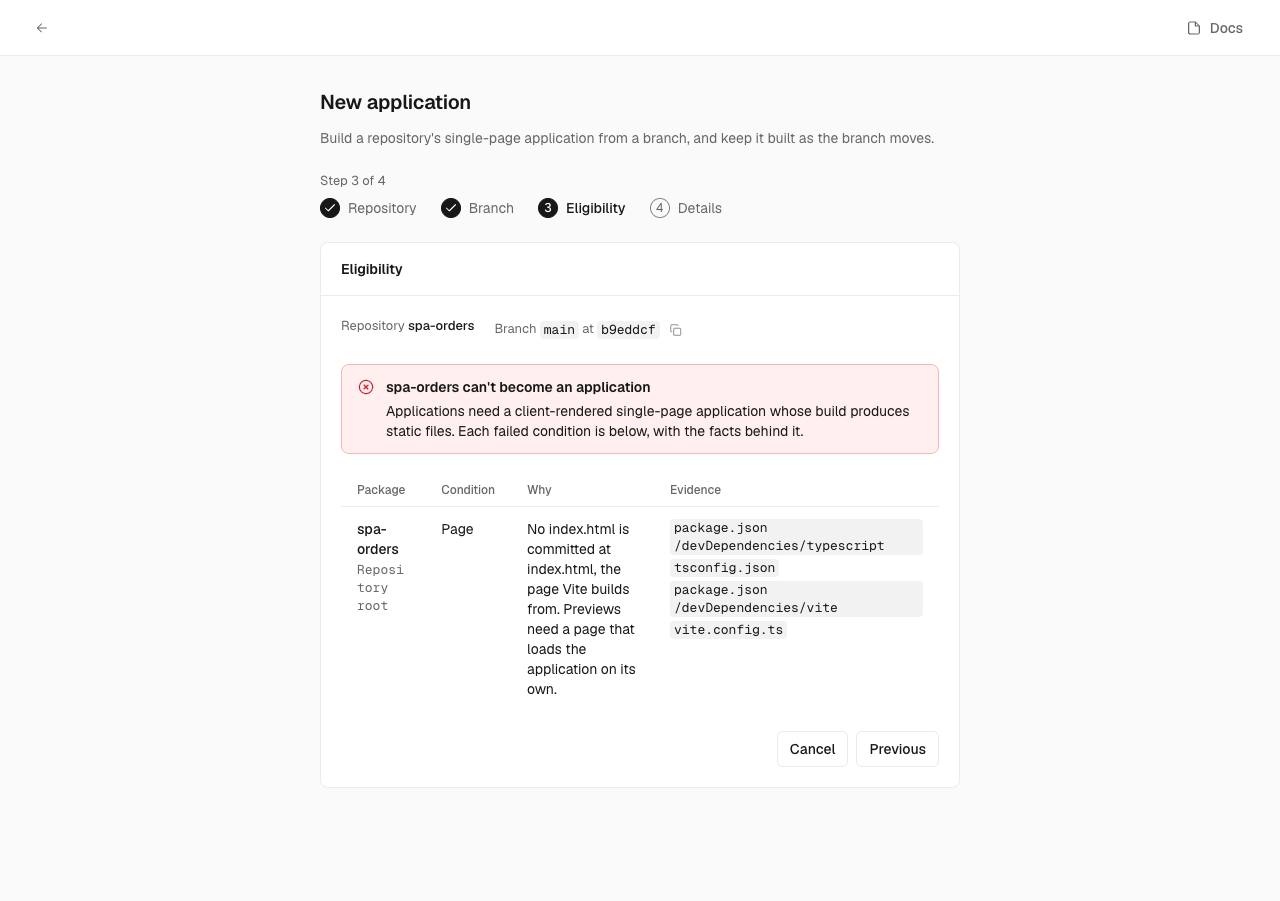 Docs
New application
Build a repository's single-page application from a branch, and keep it built as the branch moves.
Step 3 of 4
Repository
Branch
3 Eligibility
4 Details
Eligibility
Repository spa-orders Branch main at b9eddcf
spa-orders can't become an application
Applications need a client-rendered single-page application whose build produces
static files. Each failed condition is below, with the facts behind it.
Package Condition Why Evidence
spa-
orders
Reposi
tory
root
Page
No index.html is
committed at
index.html, the
page Vite builds
from. Previews
need a page that
loads the
application on its
own.
package.json
/devDependencies/typescript
tsconfig.json
package.json
/devDependencies/vite
vite.config.ts
Cancel Previous